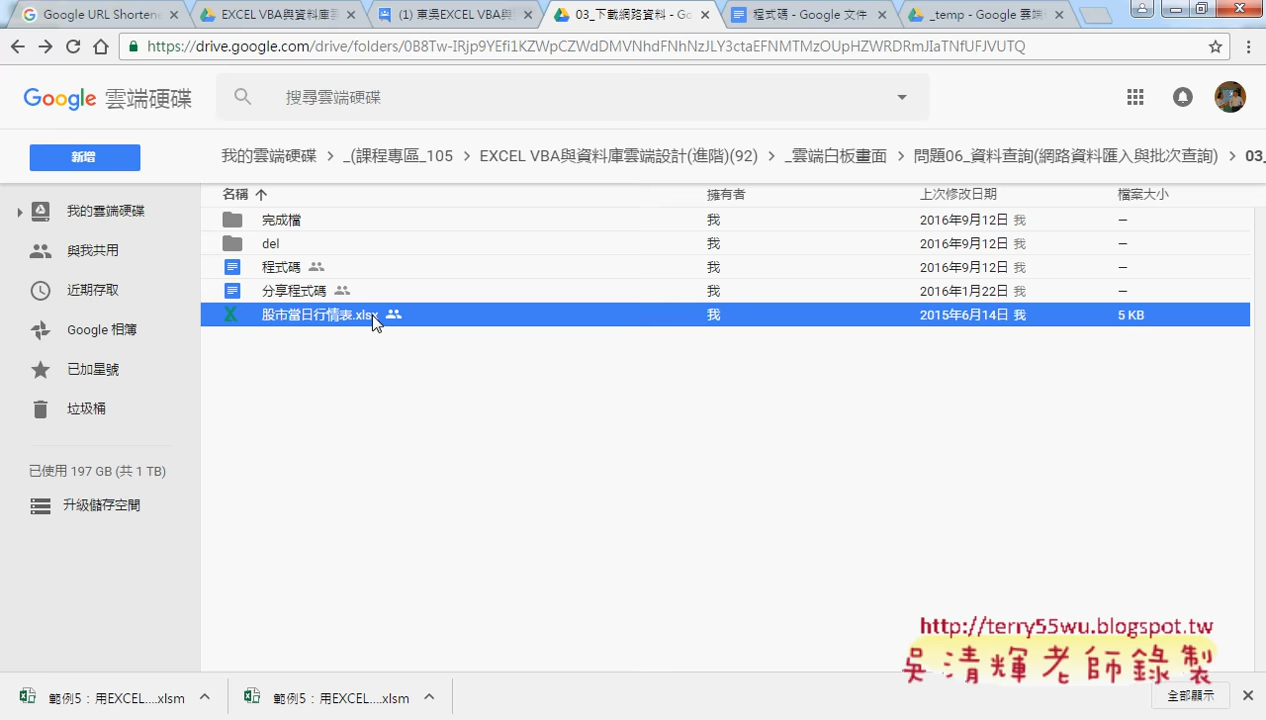 Google URL Shortene
EXCEL VBA與資料庫雲
(1) 東吳EXCEL VBA與
03_下載網路資料 - Go
程式碼 - Google 文件
_temp - Google 雲端
https://drive.google.com/drive/folders/0B8Tw-IRjp9YEfi1KZWpCZWdDMVNhdFNhNzJLY3ctaEFNMTMzOUpHZWRDRmJIaTNfUFJVUTQ
Google 雲端硬碟
搜尋雲端硬碟
新增
我的雲端硬碟 > _(課程專區_105 > EXCEL VBA與資料庫雲端設計(進階)(92) > _雲端白板畫面 > 問題06_資料查詢(網路資料匯入與批次查詢) > 03_
名稱 擁有者 上次修改日期 檔案大小
完成檔 我 2016年9月12日 我 —
del 我 2016年9月12日 我 —
程式碼 我 2016年9月12日 我 —
分享程式碼 我 2016年1月22日 我 —
股市當日行情表.xlsx 我 2015年6月14日 我 5 KB
我的雲端硬碟
與我共用
近期存取
Google 相簿
已加星號
垃圾桶
已使用 197 GB (共 1 TB)
升級儲存空間
http://terry55wu.blogspot.tw
吳清輝老師錄製
範例5：用EXCEL....xlsm
範例5：用EXCEL....xlsm
全部顯示